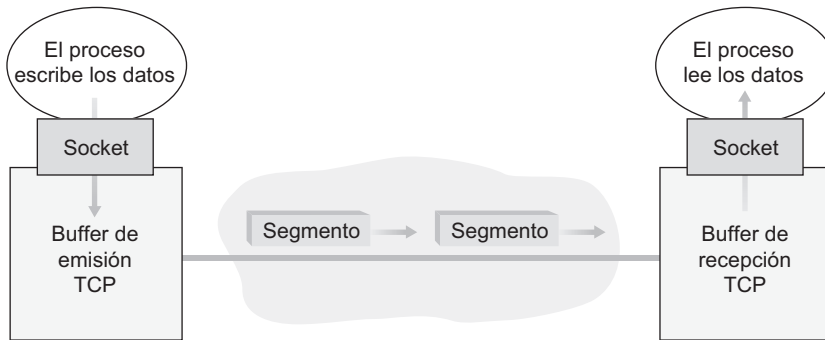 El proceso
escribe los datos
Socket
Buffer de
emisión
TCP
Segmento
Segmento
El proceso
lee los datos
Socket
Buffer de
recepción
TCP